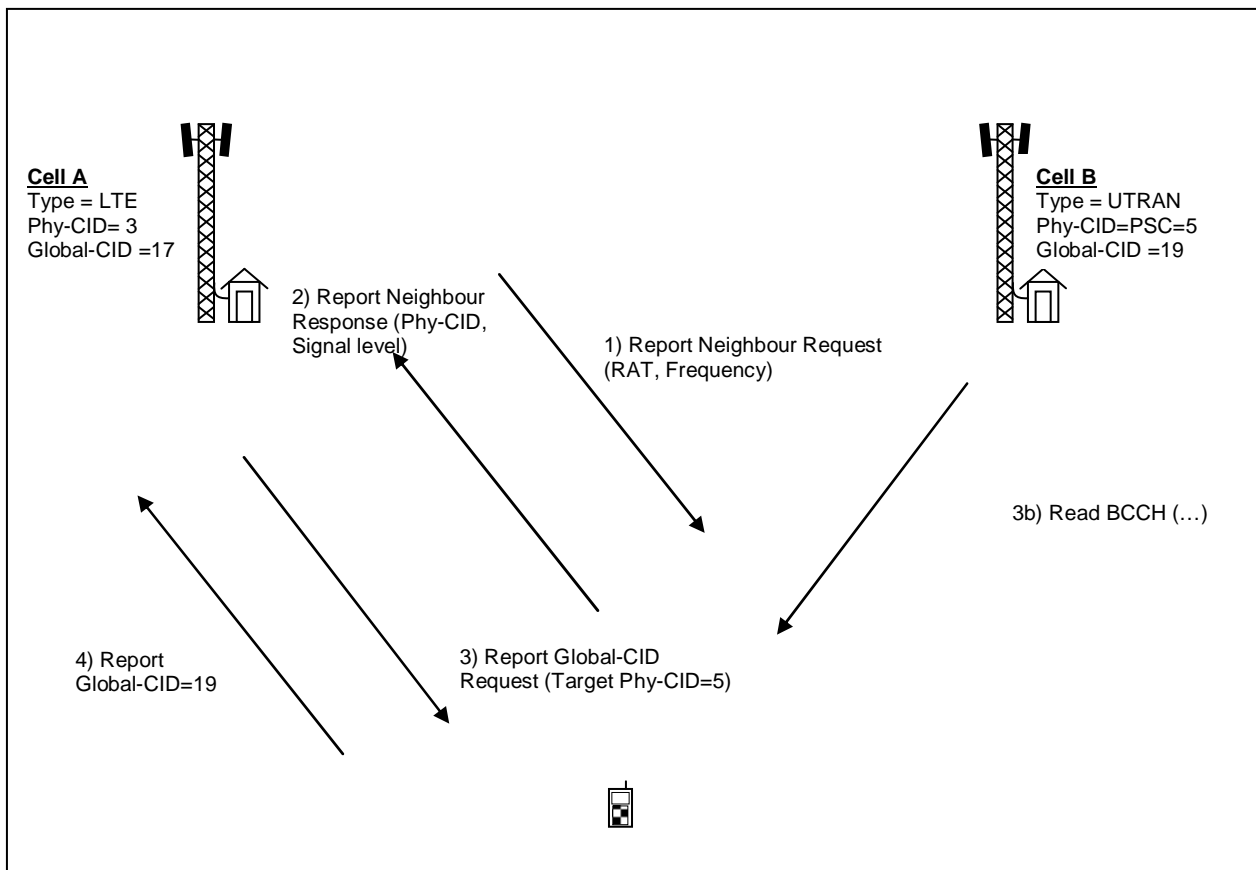 Cell A
Type = LTE
Phy-CID= 3
Global-CID =17
Cell B
Type = UTRAN
Phy-CID=PSC=5
Global-CID =19
2) Report Neighbour
Response (Phy-CID,
Signal level)
1) Report Neighbour Request
(RAT, Frequency)
3b) Read BCCH (…)
4) Report
Global-CID=19
3) Report Global-CID
Request (Target Phy-CID=5)